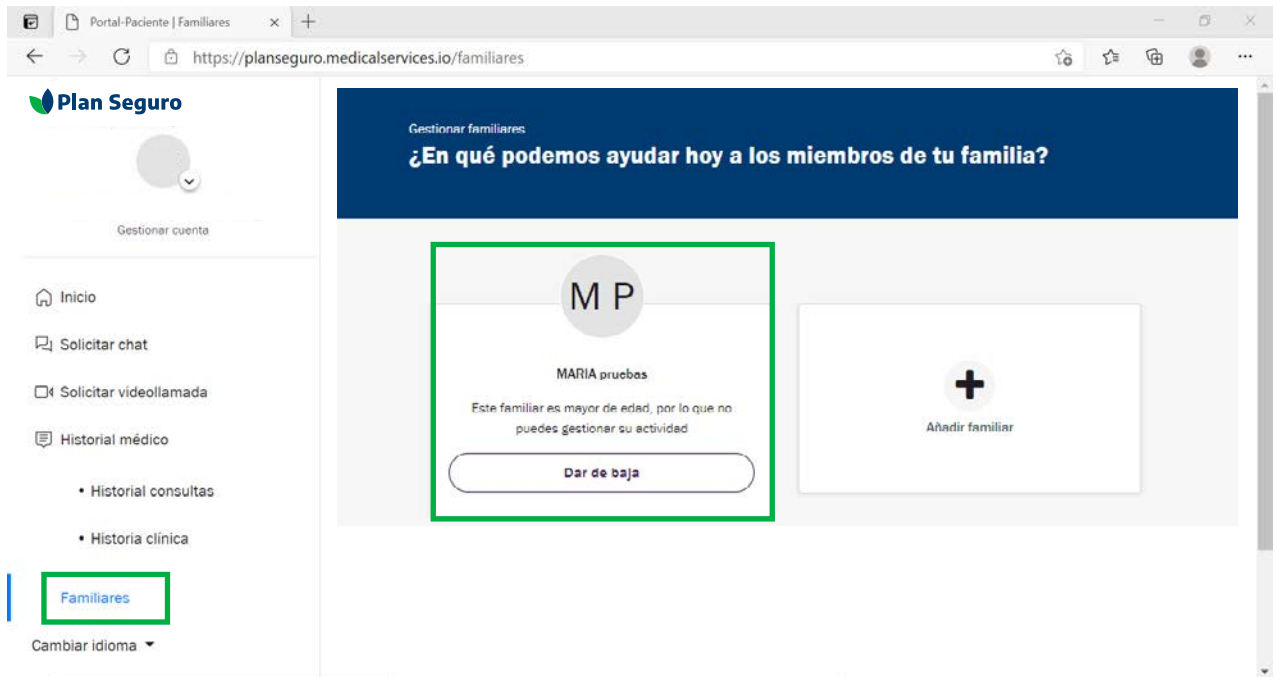 Portal-Paciente | Familiares
https://planseguro.medicalservices.io/familiares
Plan Seguro
Gestionar cuenta
Inicio
Solicitar chat
Solicitar videollamada
Historial médico
• Historial consultas
• Historia clínica
Familiares
Cambiar idioma
Gestionar familiares
¿En qué podemos ayudar hoy a los miembros de tu familia?
M P
MARIA pruebas
Este familiar es mayor de edad, por lo que no
puedes gestionar su actividad
Dar de baja
Añadir familiar